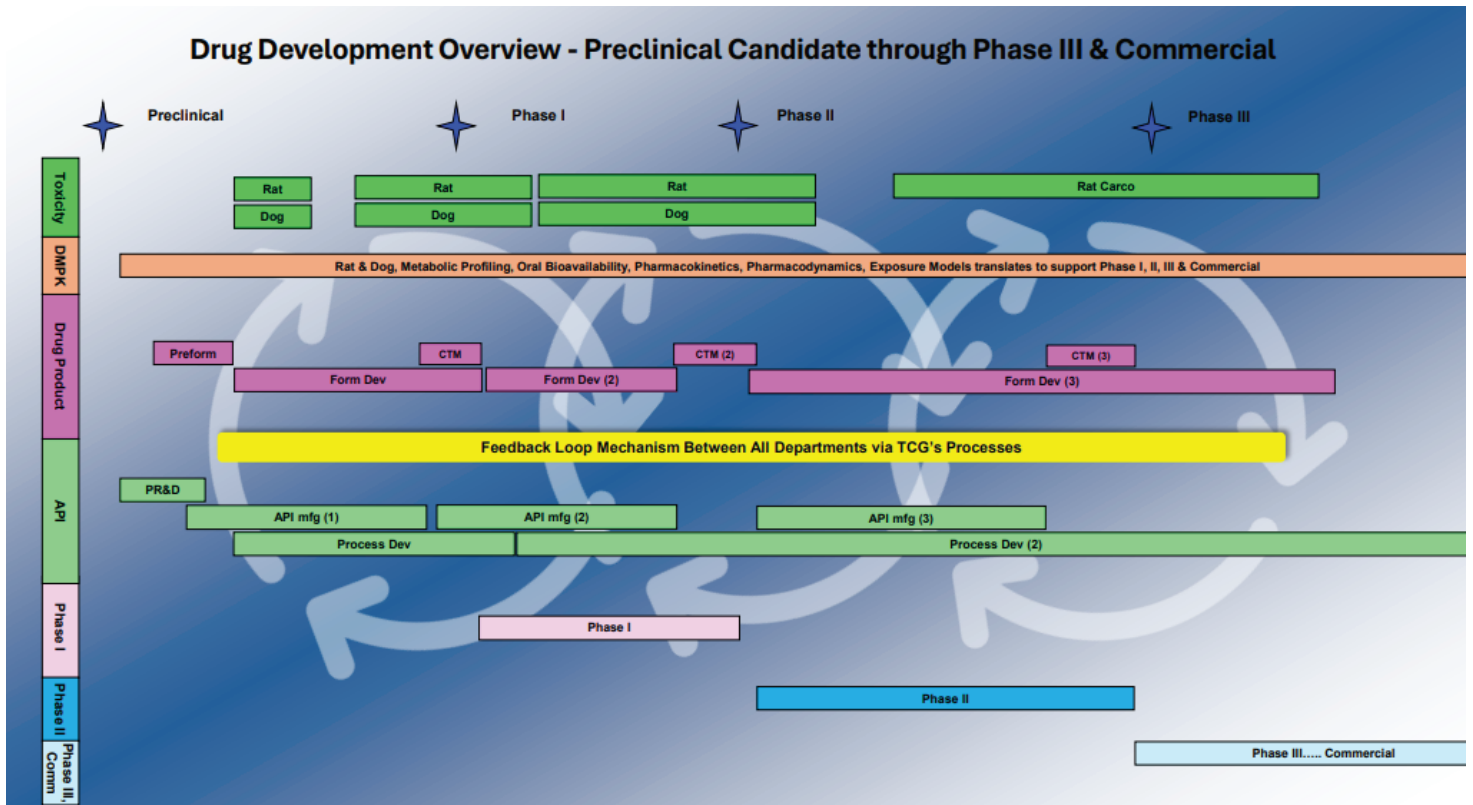 Drug Development Overview - Preclinical Candidate through Phase III & Commercial
Preclinical
Phase I
Phase II
Phase III
Toxicity
Rat
Rat
Rat
Rat Carco
Dog
Dog
Dog
DMPK
Rat & Dog, Metabolic Profiling, Oral Bioavailability, Pharmacokinetics, Pharmacodynamics, Exposure Models translates to support Phase I, II, III & Commercial
Drug Product
Preform
CTM
CTM (2)
CTM (3)
Form Dev
Form Dev (2)
Form Dev (3)
Feedback Loop Mechanism Between All Departments via TCG's Processes
API
PR&D
API mfg (1)
API mfg (2)
API mfg (3)
Process Dev
Process Dev (2)
Phase I
Phase I
Phase II
Phase II
Phase III,
Comm
Phase III..... Commercial